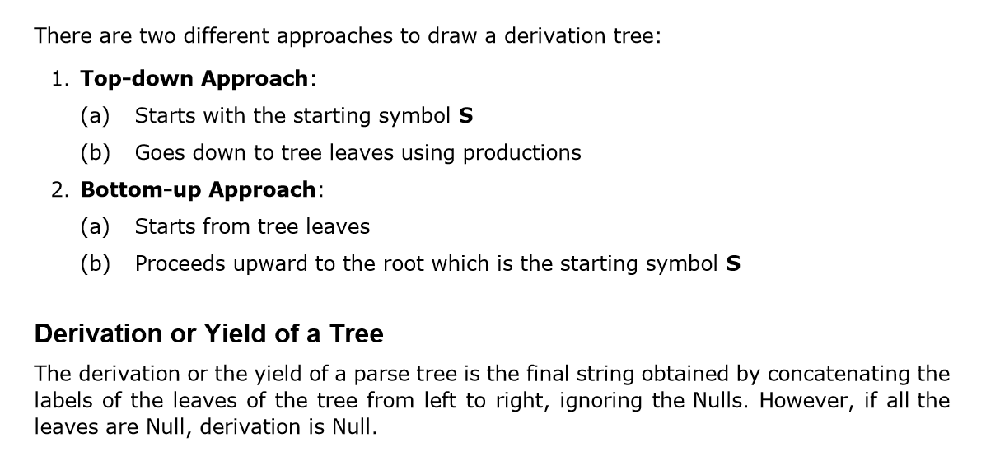 There are two different approaches to draw a derivation tree:
1. Top-down Approach:
(a) Starts with the starting symbol S
(b) Goes down to tree leaves using productions
2. Bottom-up Approach:
(a) Starts from tree leaves
(b) Proceeds upward to the root which is the starting symbol S
Derivation or Yield of a Tree
The derivation or the yield of a parse tree is the final string obtained by concatenating the
labels of the leaves of the tree from left to right, ignoring the Nulls. However, if all the
leaves are Null, derivation is Null.